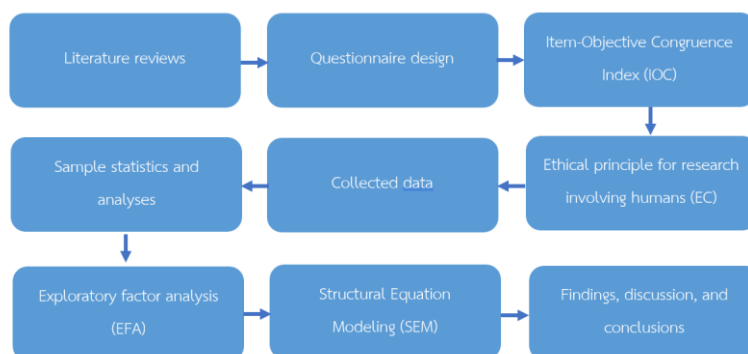 Literature reviews
Questionnaire design
Item-Objective Congruence
Index (IOC)
Ethical principle for research
involving humans (EC)
Collected data
Sample statistics and
analyses
Exploratory factor analysis
(EFA)
Structural Equation
Modeling (SEM)
Findings, discussion, and
conclusions